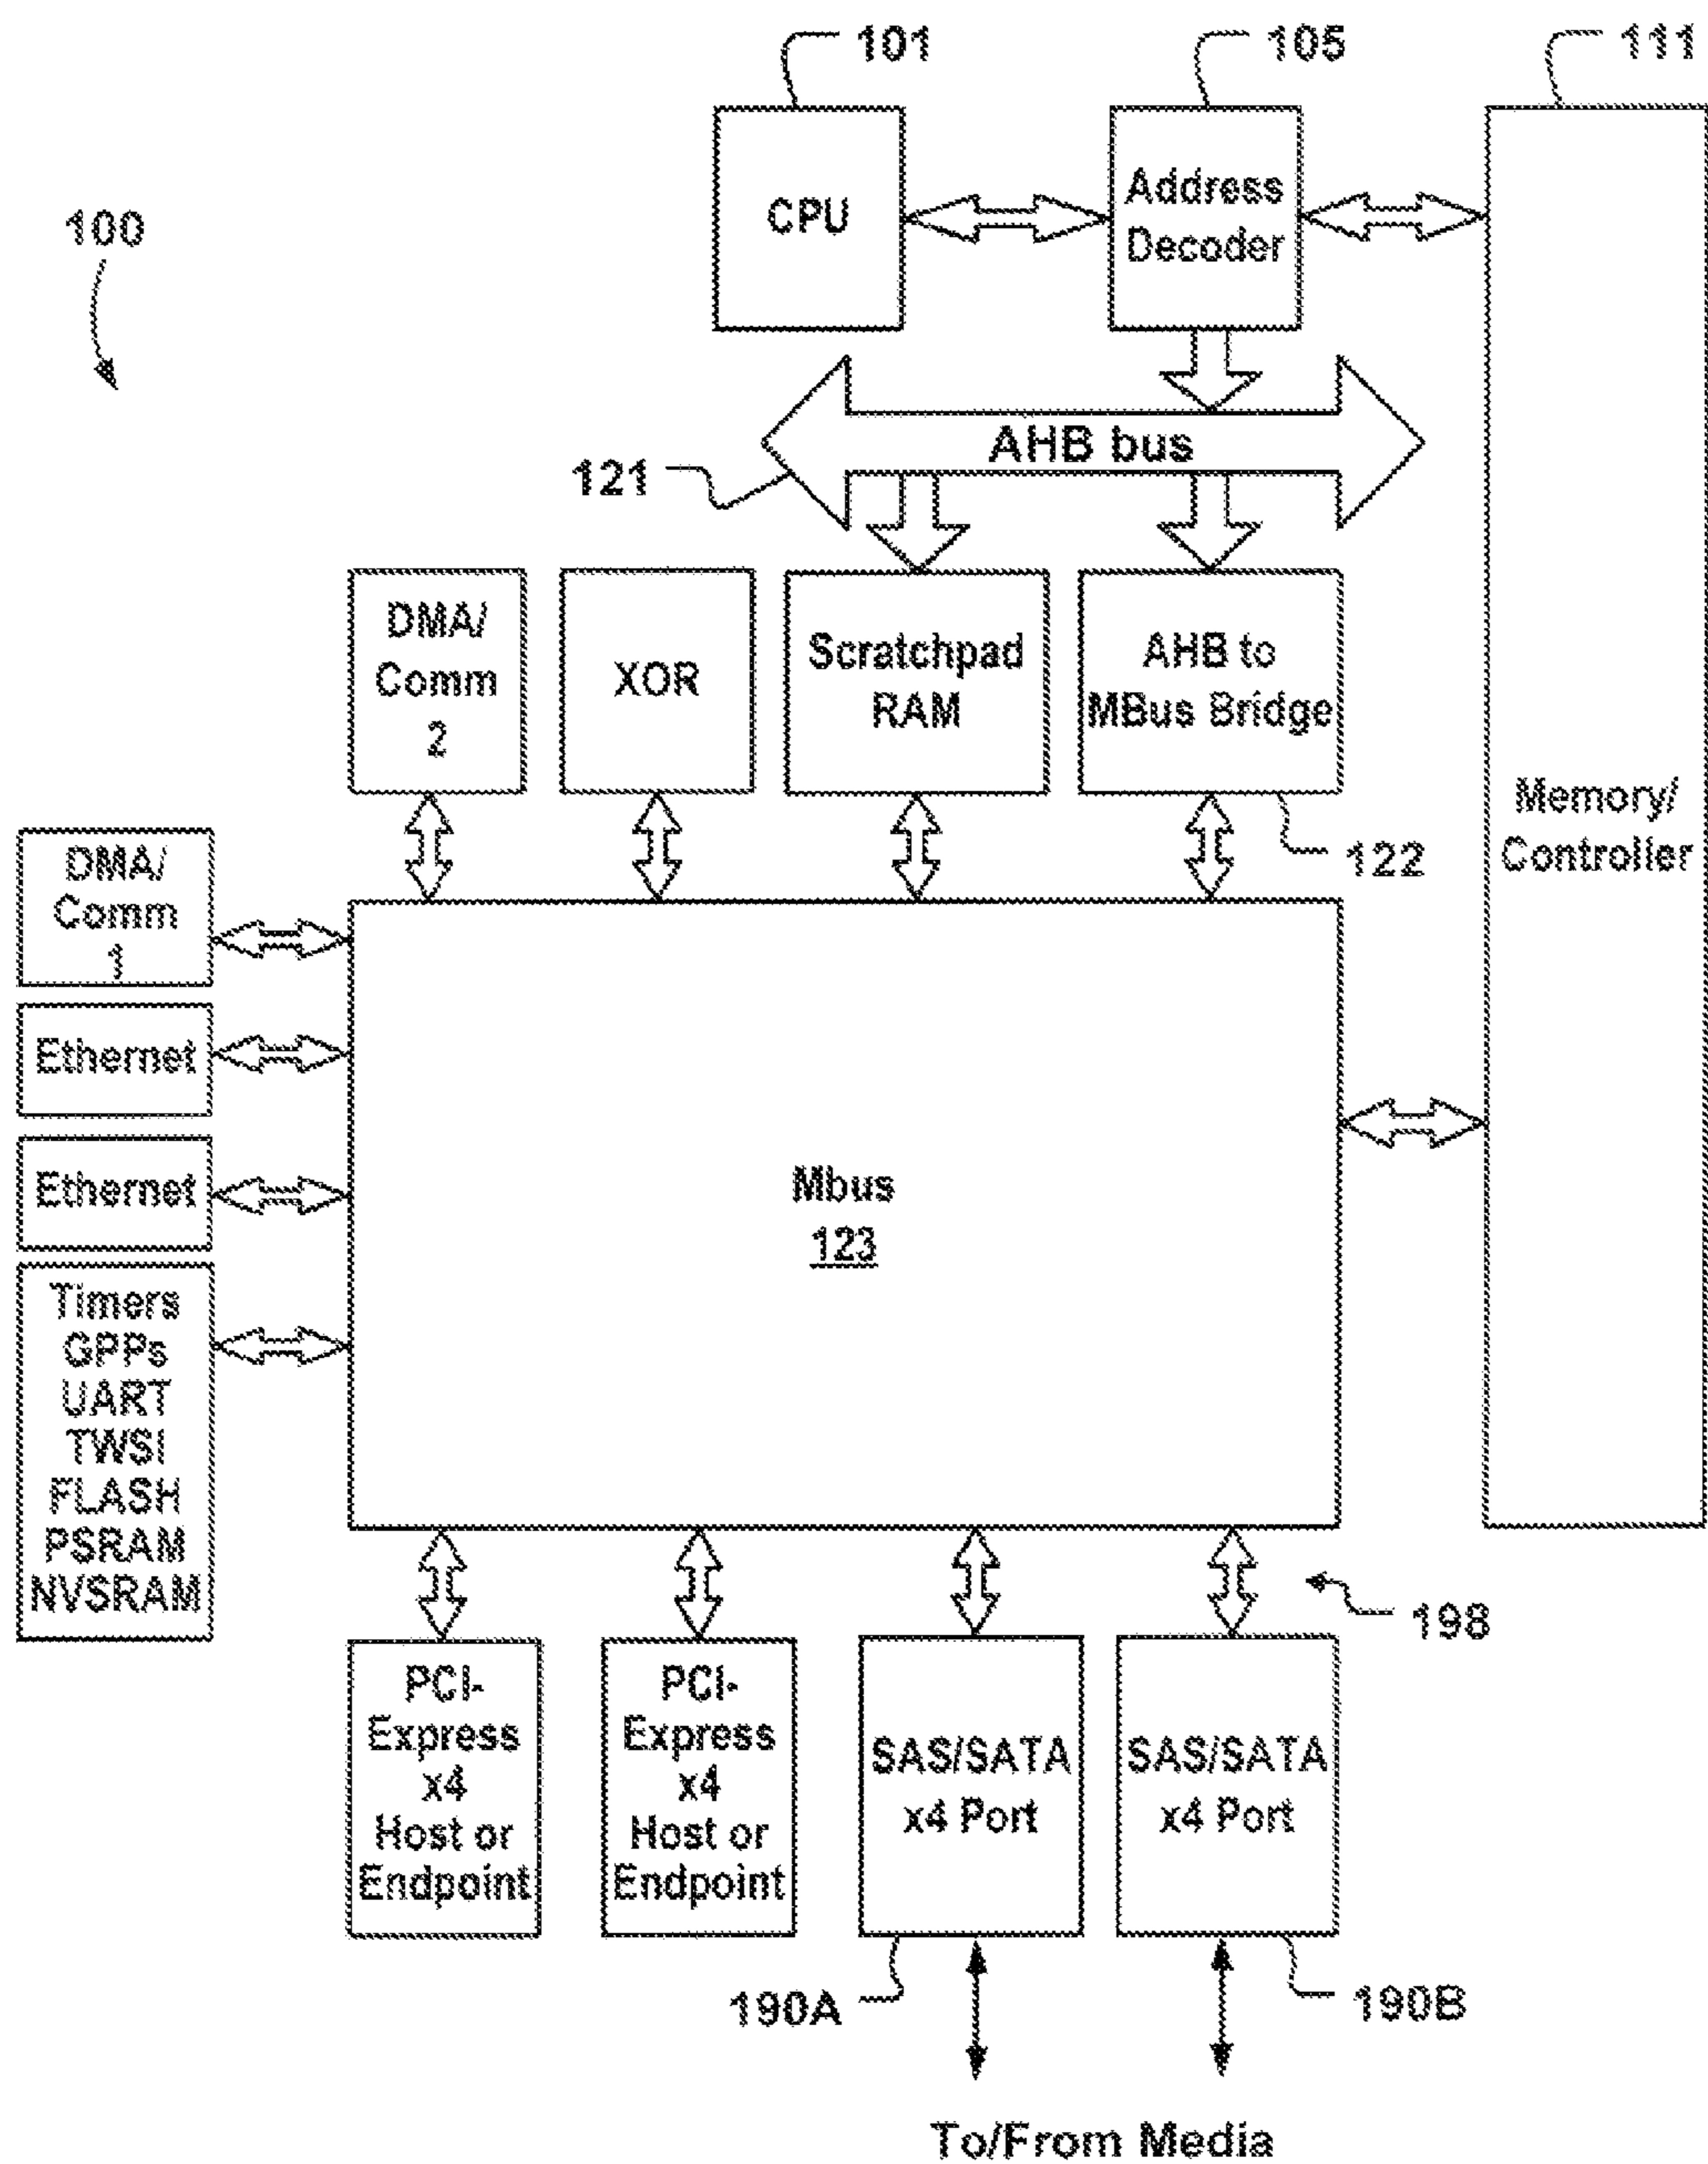 101
105
111
100
CPU
Address
Decoder
AHB bus
121
DMA/
Comm
2
XOR
Scratchpad
RAM
AHB to
MBus Bridge
122
Memory/
Controller
DMA/
Comm
1
Ethernet
Ethernet
Mbus
123
Timers
GPPs
UART
TWSI
FLASH
PSRAM
NVSRAM
198
PCI-
Express
x4
Host or
Endpoint
PCI-
Express
x4
Host or
Endpoint
SAS/SATA
x4 Port
SAS/SATA
x4 Port
190A
190B
To/From Media